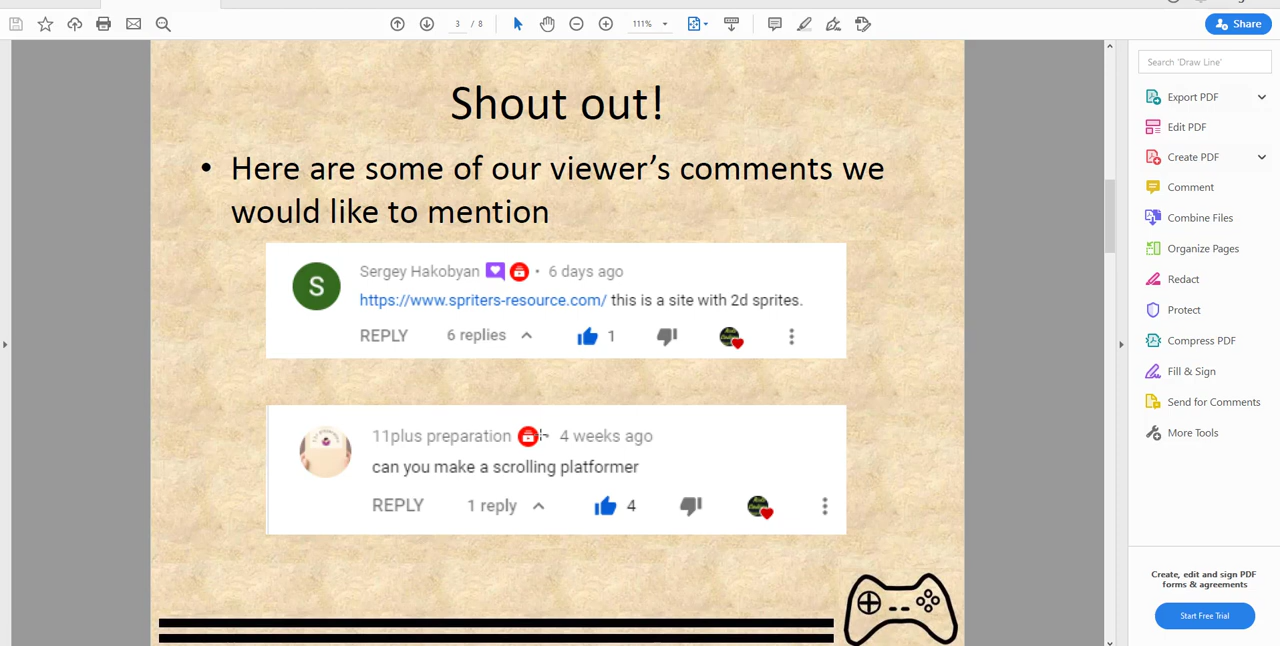 3 / 8
111%
Share
Shout out!
• Here are some of our viewer’s comments we
would like to mention
S
Sergey Hakobyan • 6 days ago
https://www.spriters-resource.com/ this is a site with 2d sprites.
REPLY 6 replies 1
11plus preparation 4 weeks ago
can you make a scrolling platformer
REPLY 1 reply 4
Search 'Draw Line'
Export PDF
Edit PDF
Create PDF
Comment
Combine Files
Organize Pages
Redact
Protect
Compress PDF
Fill & Sign
Send for Comments
More Tools
Create, edit and sign PDF
forms & agreements
Start Free Trial